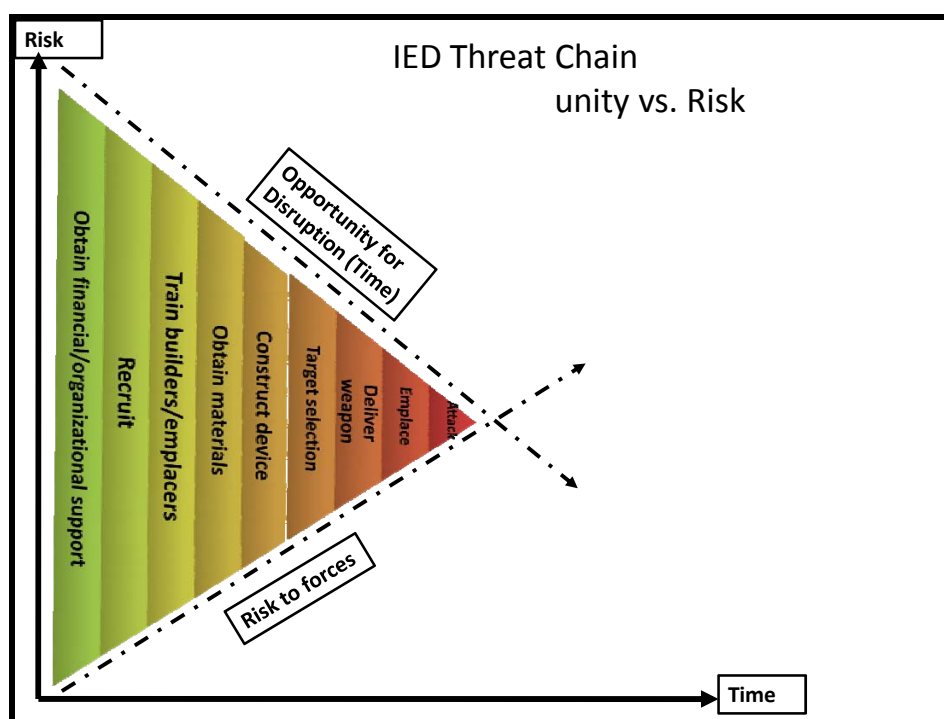 Risk
IED Threat Chain
unity vs. Risk
Opportunity for
Disruption (Time)
Obtain financial/organizational support
Recruit
Train builders/emplacers
Obtain materials
Construct device
Target selection
Deliver
weapon
Emplace
Attack
Risk to forces
Time